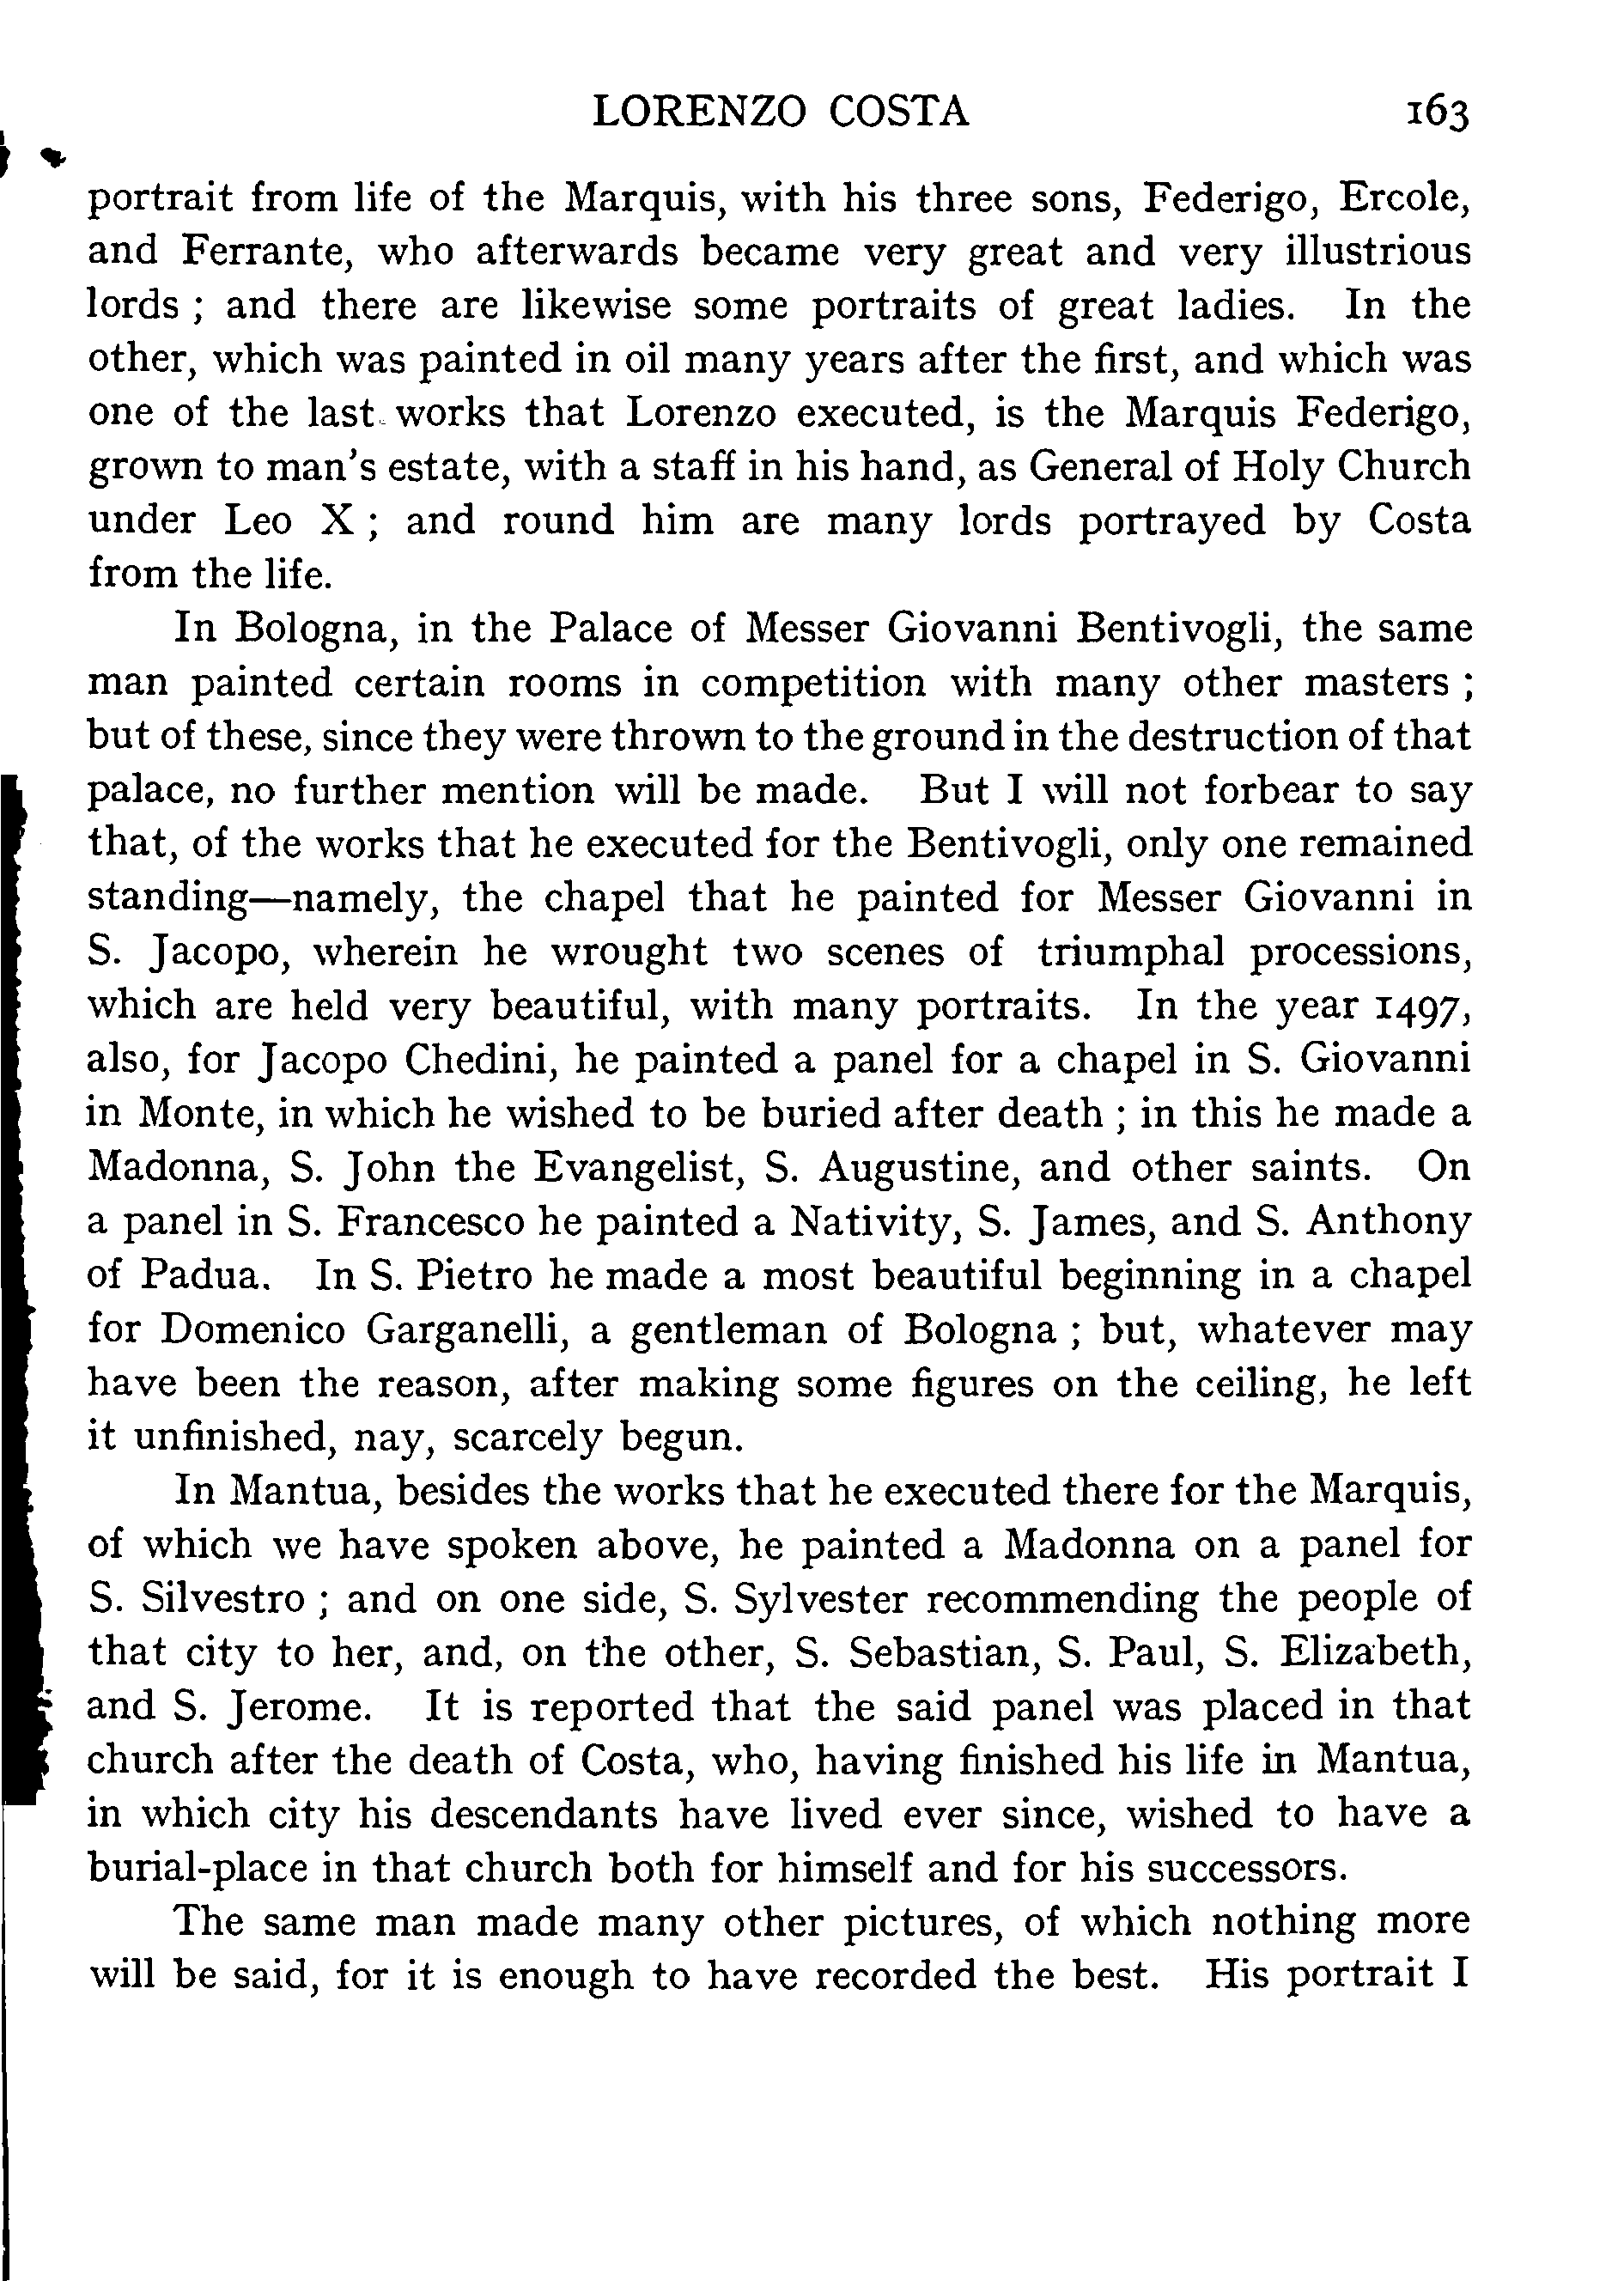 LORENZO COSTA 163
portrait from life of the Marquis, with his three sons, Federigo, Ercole,
and Ferrante, who afterwards became very great and very illustrious
lords ; and there are likewise some portraits of great ladies. In the
other, which was painted in oil many years after the first, and which was
one of the last works that Lorenzo executed, is the Marquis Federigo,
grown to man's estate, with a staff in his hand, as General of Holy Church
under Leo X ; and round him are many lords portrayed by Costa
from the life.
In Bologna, in the Palace of Messer Giovanni Bentivogli, the same
man painted certain rooms in competition with many other masters ;
but of these, since they were thrown to the ground in the destruction of that
palace, no further mention will be made. But I will not forbear to say
that, of the works that he executed for the Bentivogli, only one remained
standing—namely, the chapel that he painted for Messer Giovanni in
S. Jacopo, wherein he wrought two scenes of triumphal processions,
which are held very beautiful, with many portraits. In the year 1497,
also, for Jacopo Chedini, he painted a panel for a chapel in S. Giovanni
in Monte, in which he wished to be buried after death ; in this he made a
Madonna, S. John the Evangelist, S. Augustine, and other saints. On
a panel in S. Francesco he painted a Nativity, S. James, and S. Anthony
of Padua. In S. Pietro he made a most beautiful beginning in a chapel
for Domenico Garganelli, a gentleman of Bologna ; but, whatever may
have been the reason, after making some figures on the ceiling, he left
it unfinished, nay, scarcely begun.
In Mantua, besides the works that he executed there for the Marquis,
of which we have spoken above, he painted a Madonna on a panel for
S. Silvestro ; and on one side, S. Sylvester recommending the people of
that city to her, and, on the other, S. Sebastian, S. Paul, S. Elizabeth,
and S. Jerome. It is reported that the said panel was placed in that
church after the death of Costa, who, having finished his life in Mantua,
in which city his descendants have lived ever since, wished to have a
burial-place in that church both for himself and for his successors.
The same man made many other pictures, of which nothing more
will be said, for it is enough to have recorded the best. His portrait I